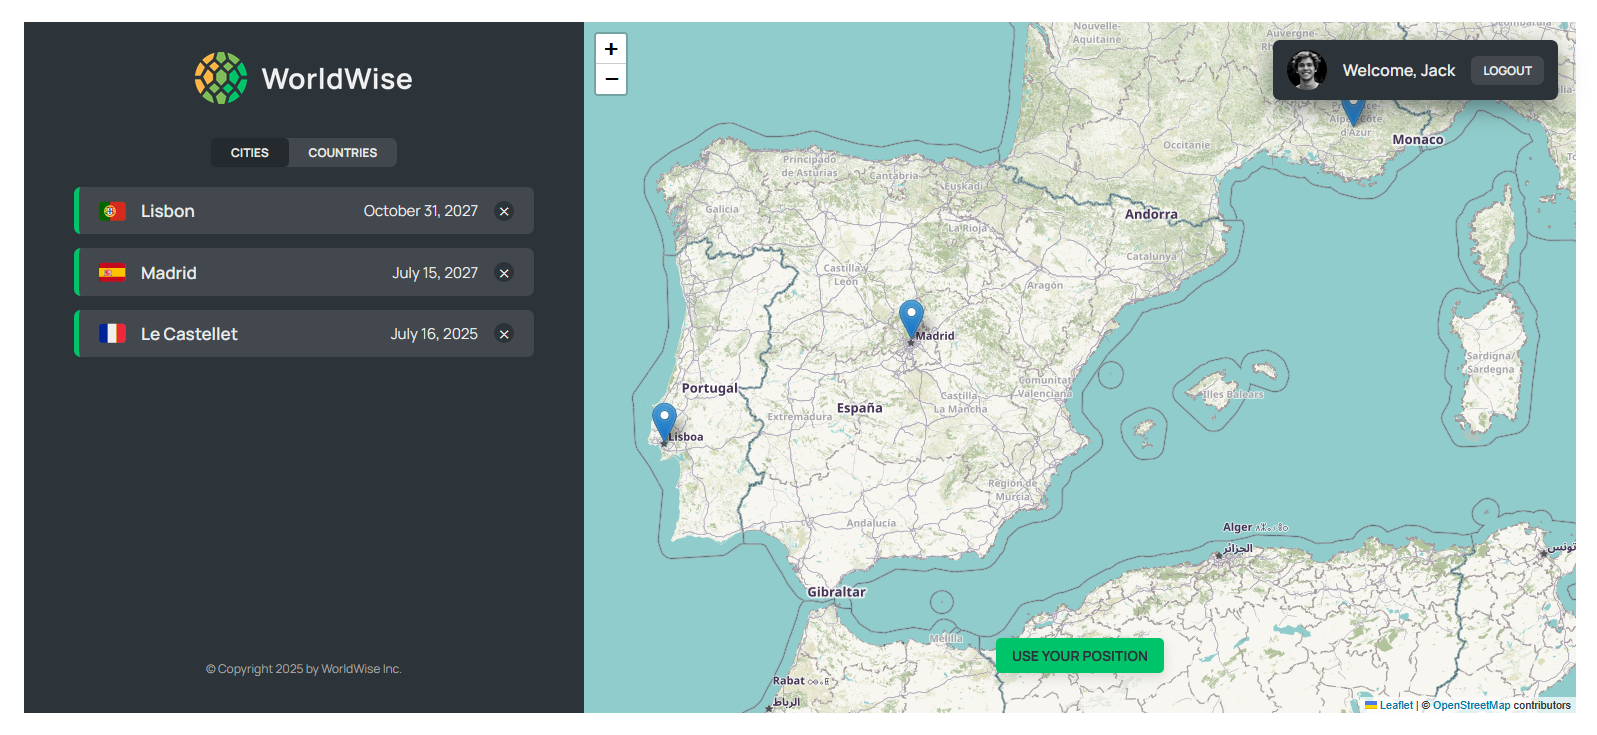 WorldWise
CITIES
COUNTRIES
Lisbon
October 31, 2027
×
Madrid
July 15, 2027
×
Le Castellet
July 16, 2025
×
© Copyright 2025 by WorldWise Inc.
+
−
Welcome, Jack
LOGOUT
Nouvelle-
Aquitaine
Auvergne-
Alpes-Côte
d'Azur
Monaco
Occitanie
Principado
de Asturias
Cantabria
Euskadi
Galicia
La Rioja
Andorra
Catalunya
Castilla y
León
Aragón
Madrid
Portugal
España
Extremadura
Castilla-
La Mancha
Comunitat
Valenciana
Illes Balears
Sardigna/
Sardegna
Lisboa
Región de
Murcia
Andalucía
Gibraltar
Alger
الجزائر
تونس
Melilla
USE YOUR POSITION
Rabat
الرباط
Leaflet | © OpenStreetMap contributors